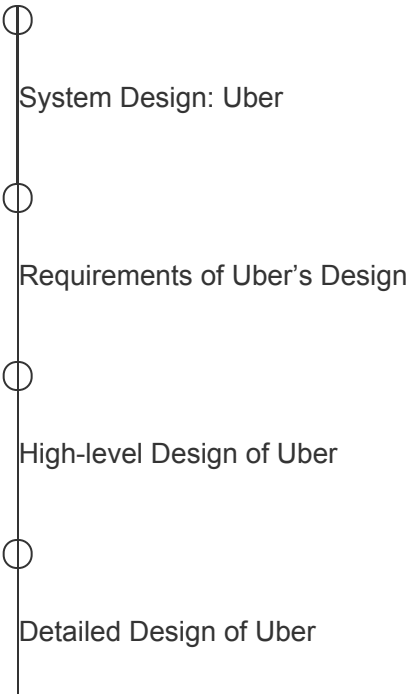 System Design: Uber
Requirements of Uber’s Design
High-level Design of Uber
Detailed Design of Uber